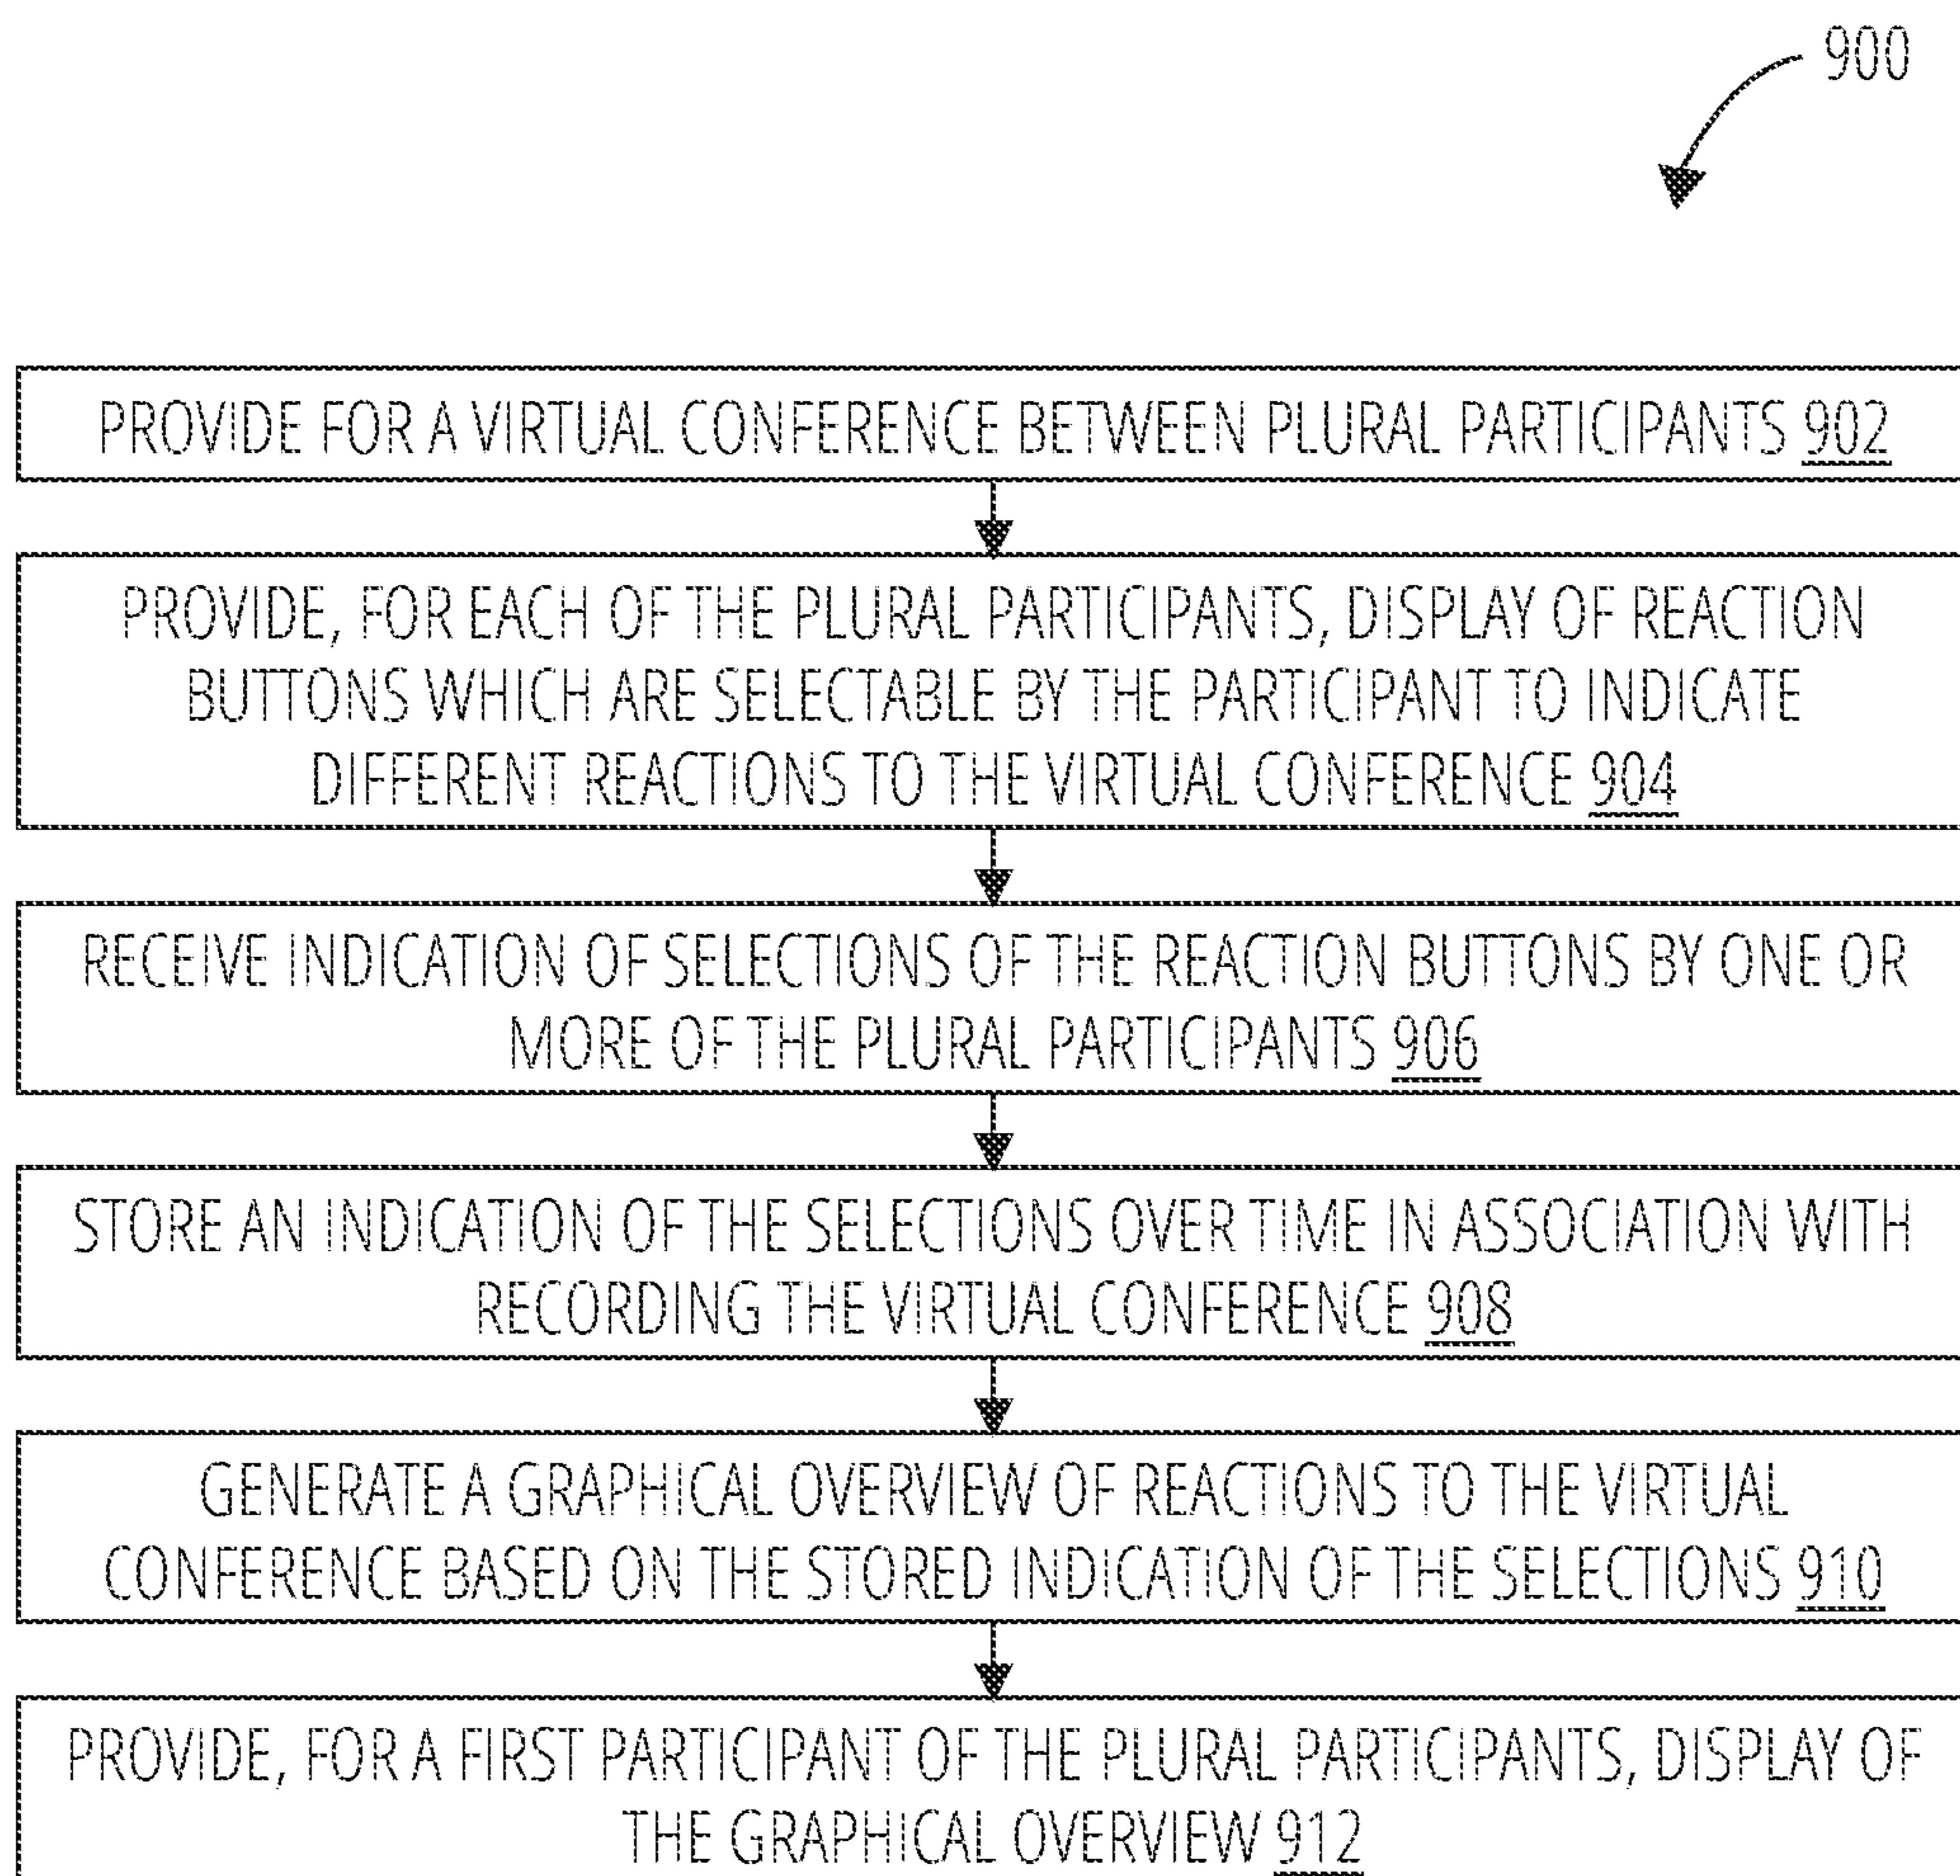 900
PROVIDE FOR A VIRTUAL CONFERENCE BETWEEN PLURAL PARTICIPANTS 902
PROVIDE, FOR EACH OF THE PLURAL PARTICIPANTS, DISPLAY OF REACTION
BUTTONS WHICH ARE SELECTABLE BY THE PARTICIPANT TO INDICATE
DIFFERENT REACTIONS TO THE VIRTUAL CONFERENCE 904
RECEIVE INDICATION OF SELECTIONS OF THE REACTION BUTTONS BY ONE OR
MORE OF THE PLURAL PARTICIPANTS 906
STORE AN INDICATION OF THE SELECTIONS OVER TIME IN ASSOCIATION WITH
RECORDING THE VIRTUAL CONFERENCE 908
GENERATE A GRAPHICAL OVERVIEW OF REACTIONS TO THE VIRTUAL
CONFERENCE BASED ON THE STORED INDICATION OF THE SELECTIONS 910
PROVIDE, FOR A FIRST PARTICIPANT OF THE PLURAL PARTICIPANTS, DISPLAY OF
THE GRAPHICAL OVERVIEW 912